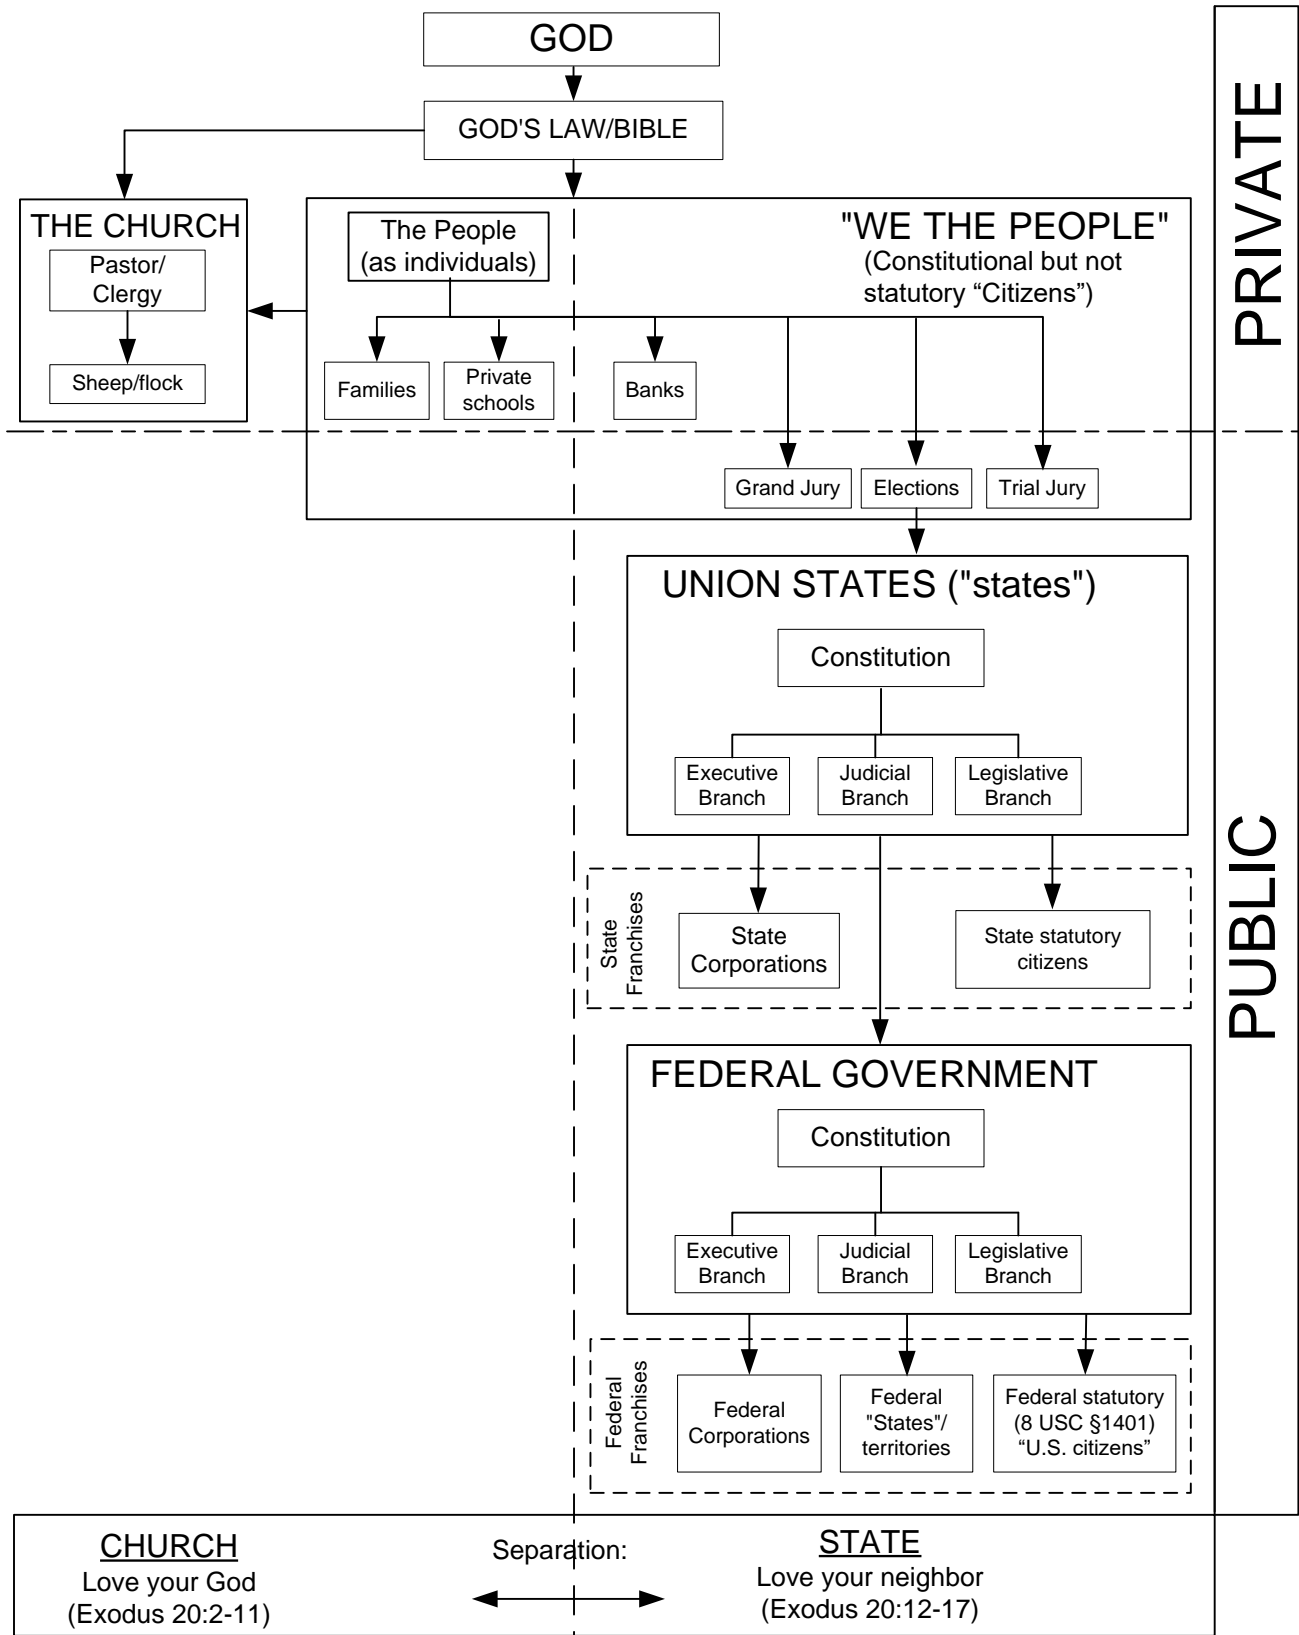 GOD
GOD'S LAW/BIBLE
PRIVATE
THE CHURCH
Pastor/
Clergy
Sheep/flock
The People
(as individuals)
"WE THE PEOPLE"
(Constitutional but not
statutory “Citizens”)
Families
Private
schools
Banks
Grand Jury
Elections
Trial Jury
PUBLIC
UNION STATES ("states")
Constitution
Executive
Branch
Judicial
Branch
Legislative
Branch
State
Franchises
State
Corporations
State statutory
citizens
FEDERAL GOVERNMENT
Constitution
Executive
Branch
Judicial
Branch
Legislative
Branch
Federal
Franchises
Federal
Corporations
Federal
"States"/
territories
Federal statutory
(8 USC §1401)
“U.S. citizens”
CHURCH
Love your God
(Exodus 20:2-11)
Separation:
STATE
Love your neighbor
(Exodus 20:12-17)